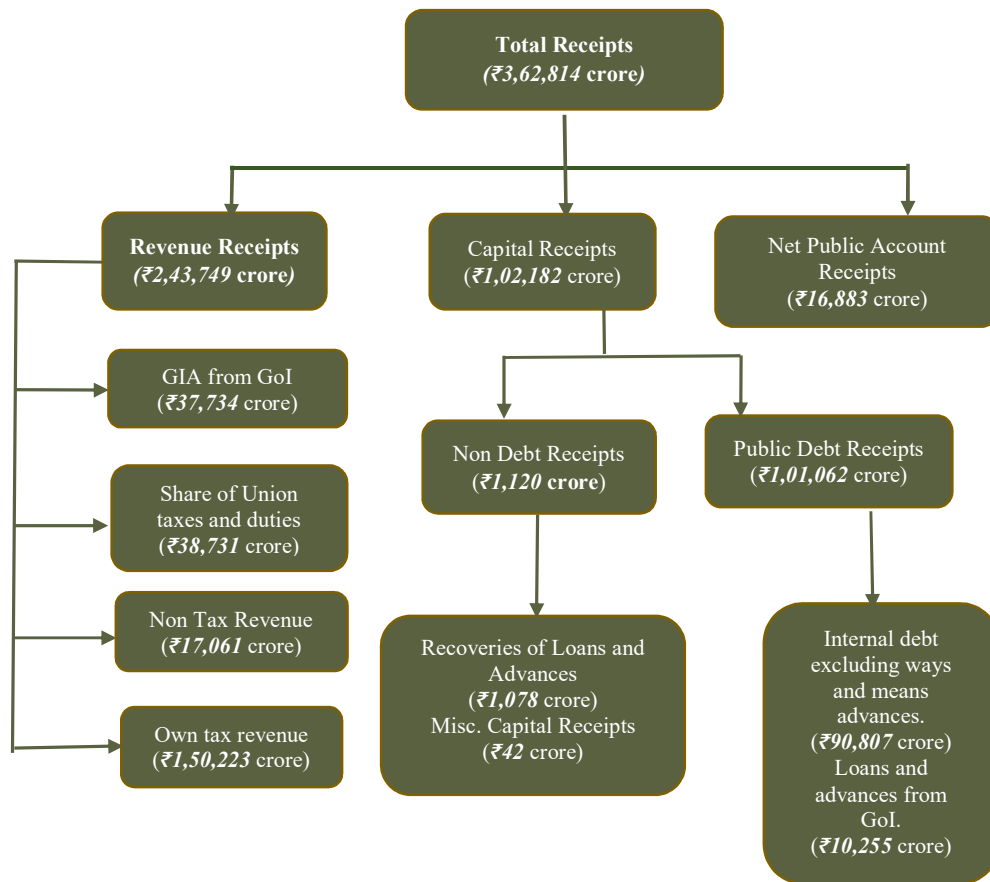 Total Receipts
(₹3,62,814 crore)
Revenue Receipts
(₹2,43,749 crore)
Capital Receipts
(₹1,02,182 crore)
Net Public Account
Receipts
(₹16,883 crore)
GIA from GoI
(₹37,734 crore)
Share of Union
taxes and duties
(₹38,731 crore)
Non Tax Revenue
(₹17,061 crore)
Own tax revenue
(₹1,50,223 crore)
Non Debt Receipts
(₹1,120 crore)
Public Debt Receipts
(₹1,01,062 crore)
Recoveries of Loans and
Advances
(₹1,078 crore)
Misc. Capital Receipts
(₹42 crore)
Internal debt
excluding ways
and means
advances.
(₹90,807 crore)
Loans and
advances from
GoI.
(₹10,255 crore)